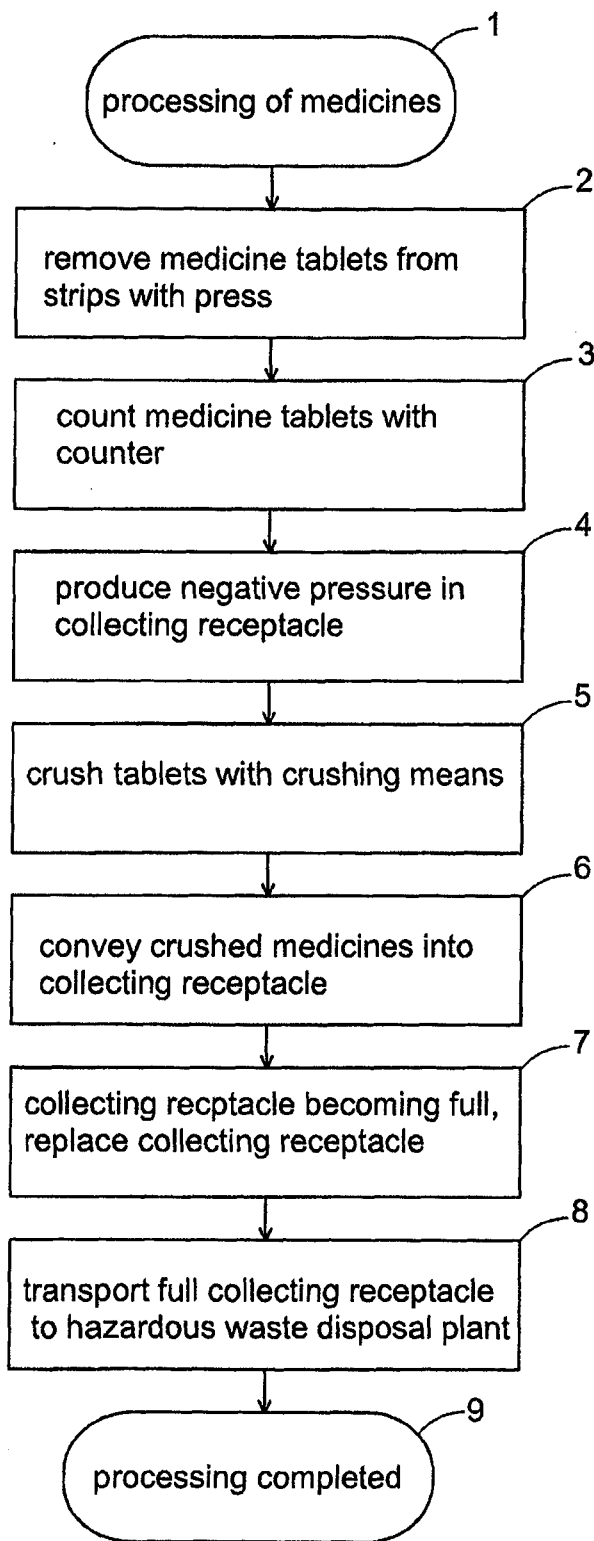 1
processing of medicines
2
remove medicine tablets from
strips with press
3
count medicine tablets with
counter
4
produce negative pressure in
collecting receptacle
5
crush tablets with crushing means
6
convey crushed medicines into
collecting receptacle
7
collecting recptacle becoming full,
replace collecting receptacle
8
transport full collecting receptacle
to hazardous waste disposal plant
9
processing completed